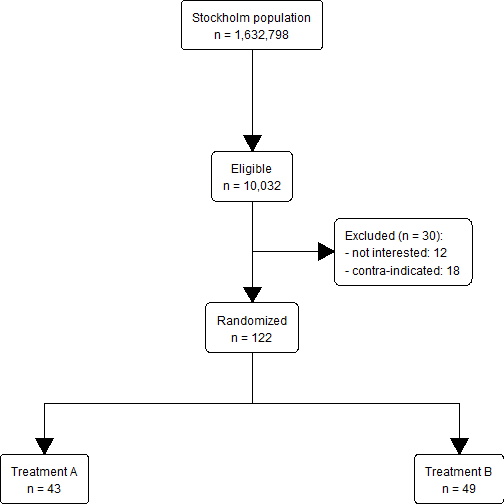 Stockholm population
n = 1,632,798
Eligible
n = 10,032
Excluded (n = 30):
- not interested: 12
- contra-indicated: 18
Randomized
n = 122
Treatment A
n = 43
Treatment B
n = 49